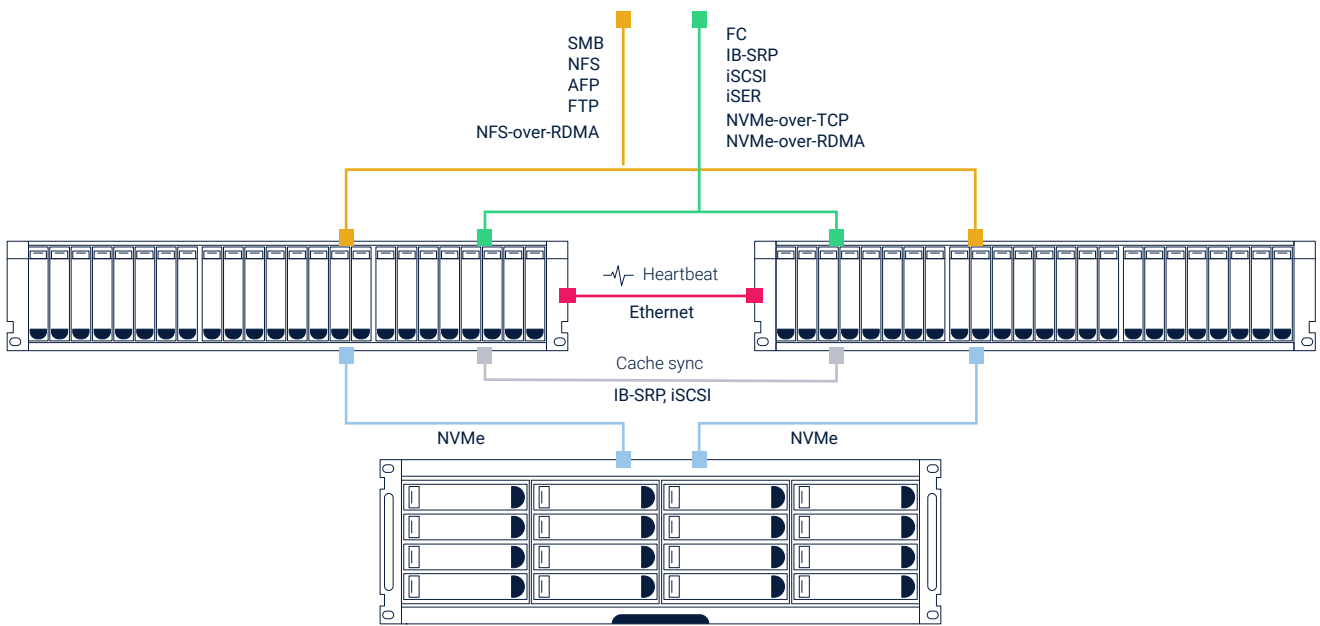 SMB
NFS
AFP
FTP
NFS-over-RDMA
FC
IB-SRP
iSCSI
iSER
NVMe-over-TCP
NVMe-over-RDMA
Heartbeat
Ethernet
Cache sync
IB-SRP, iSCSI
NVMe
NVMe